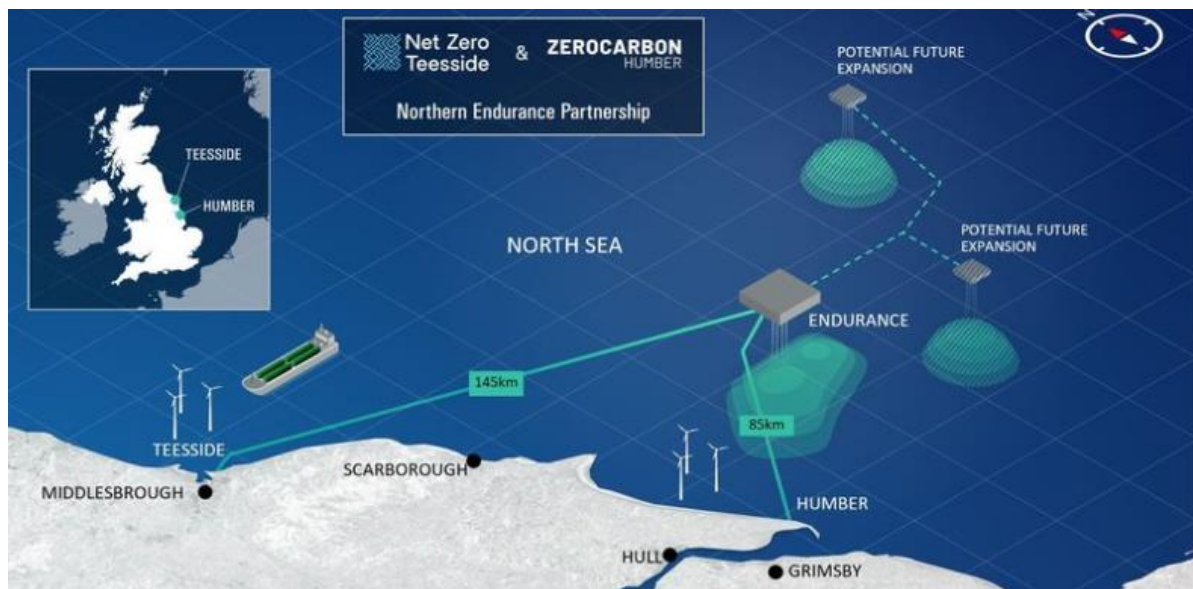 Net Zero
Teesside
&
ZEROCARBON
HUMBER
Northern Endurance Partnership
N
POTENTIAL FUTURE
EXPANSION
TEESSIDE
HUMBER
NORTH SEA
POTENTIAL FUTURE
EXPANSION
ENDURANCE
145km
85km
TEESSIDE
SCARBOROUGH
MIDDLESBROUGH
HUMBER
HULL
GRIMSBY